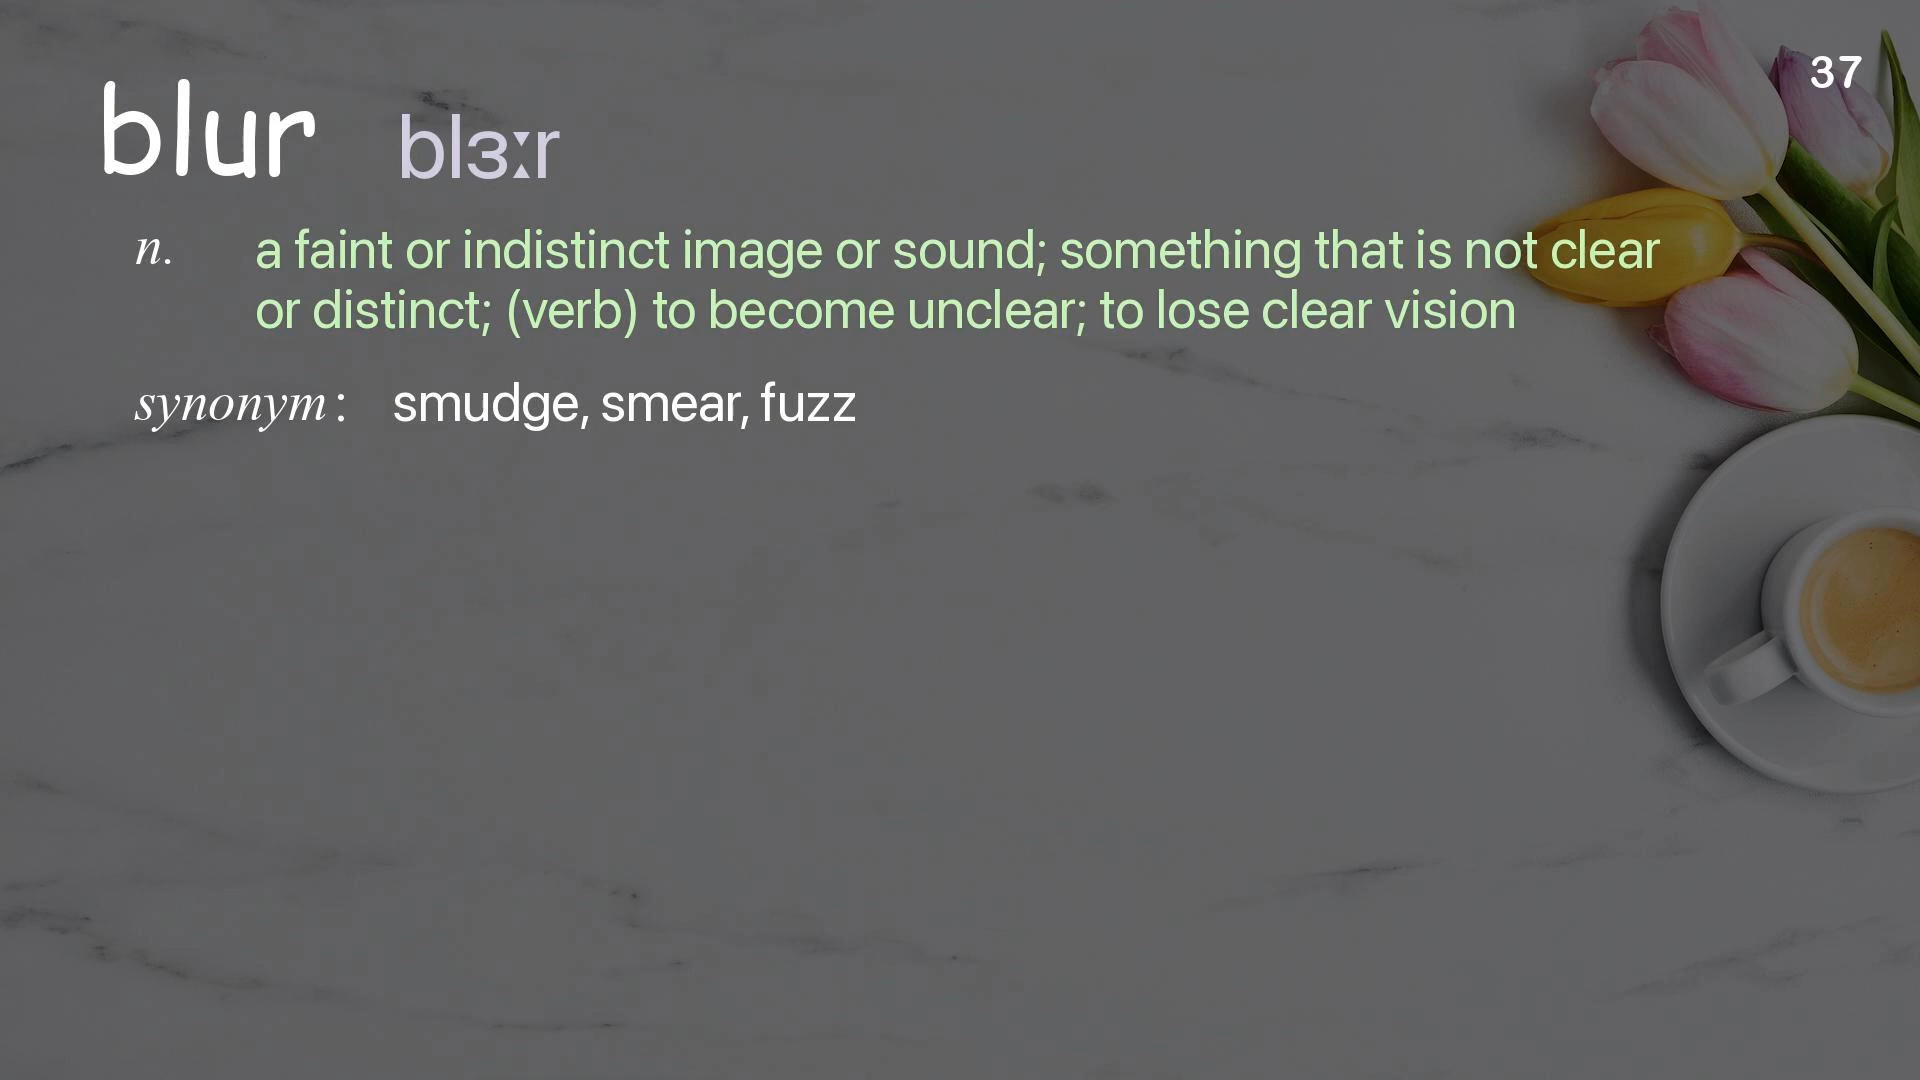 37
blur blɜːr
n. a faint or indistinct image or sound; something that is not clear
or distinct; (verb) to become unclear; to lose clear vision
synonym: smudge, smear, fuzz